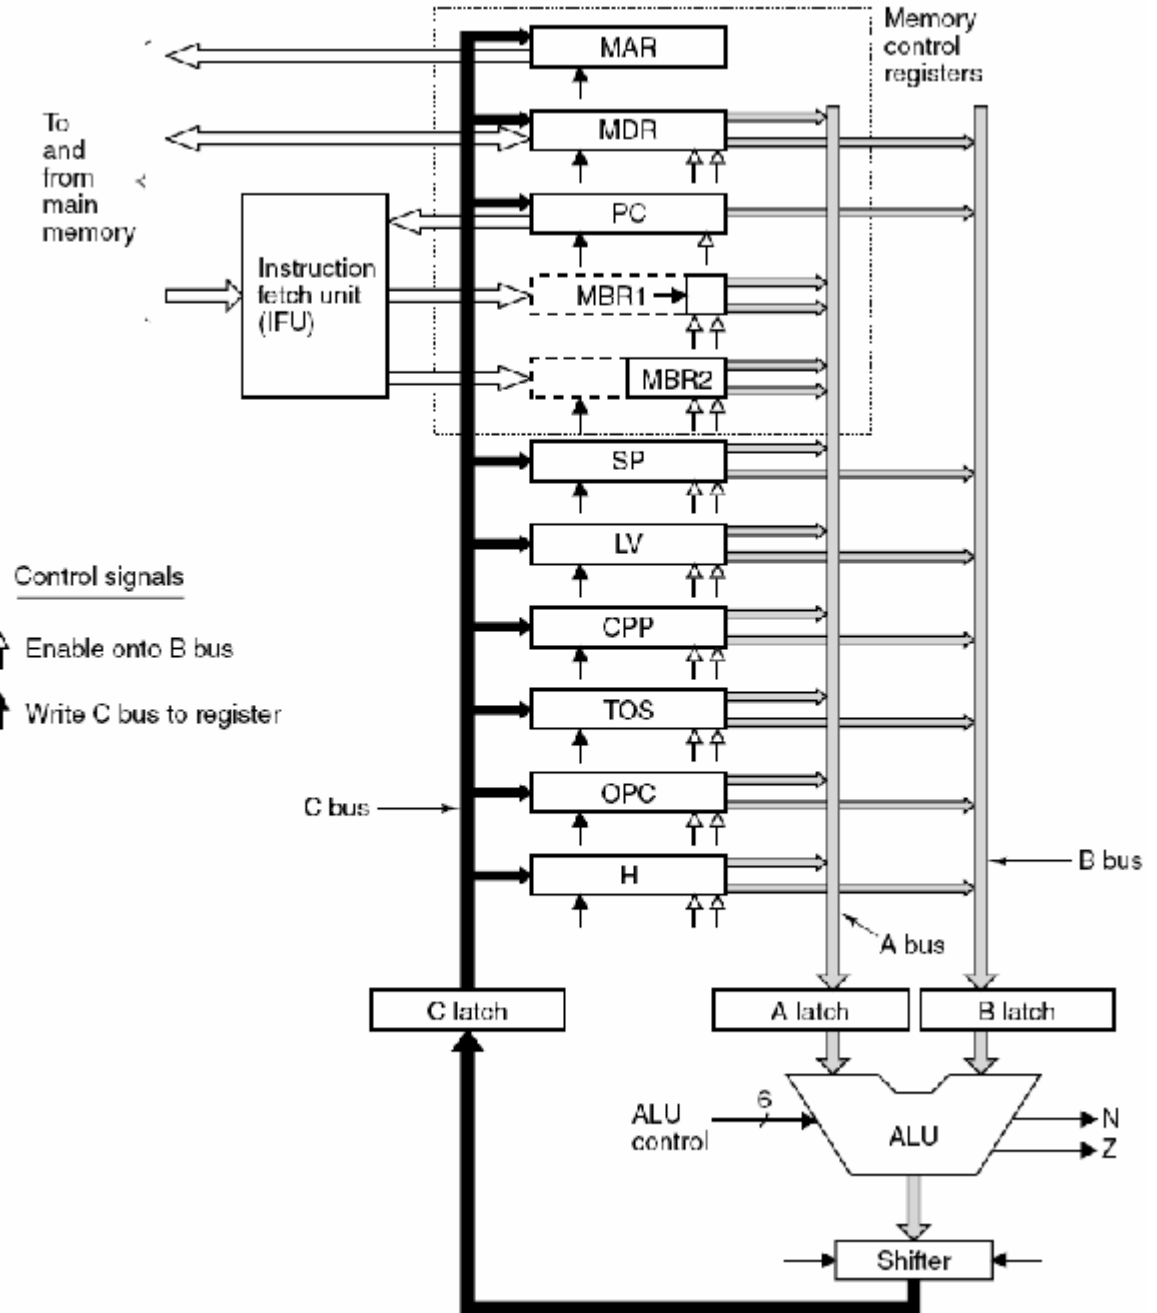 MAR
Memory
control
registers
To
and
from
main
memory
MDR
PC
Instruction
fetch unit
(IFU)
MBR1
MBR2
SP
LV
Control signals
CPP
Enable onto B bus
TOS
Write C bus to register
OPC
C bus
H
B bus
A bus
C latch
A latch
B latch
6
ALU
control
ALU
N
Z
Shifter